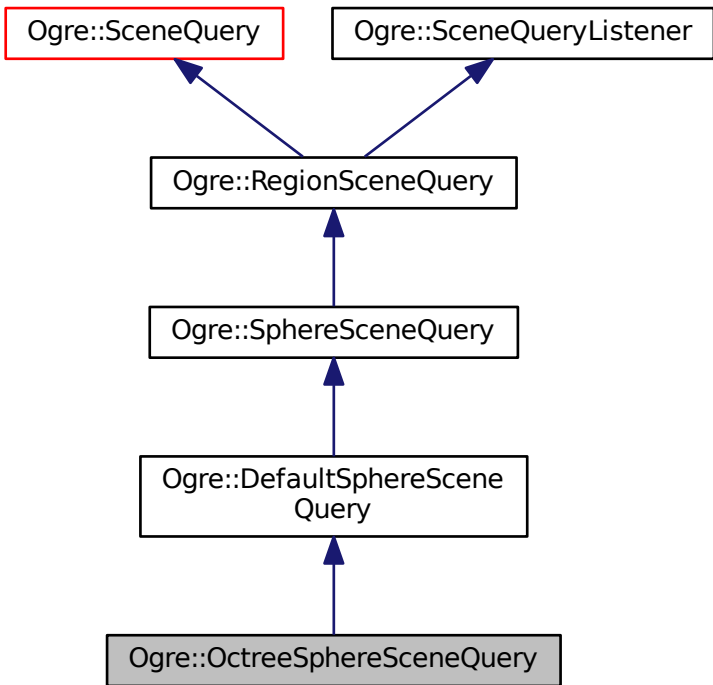 Ogre::SceneQuery
Ogre::SceneQueryListener
Ogre::RegionSceneQuery
Ogre::SphereSceneQuery
Ogre::DefaultSphereScene
Query
Ogre::OctreeSphereSceneQuery